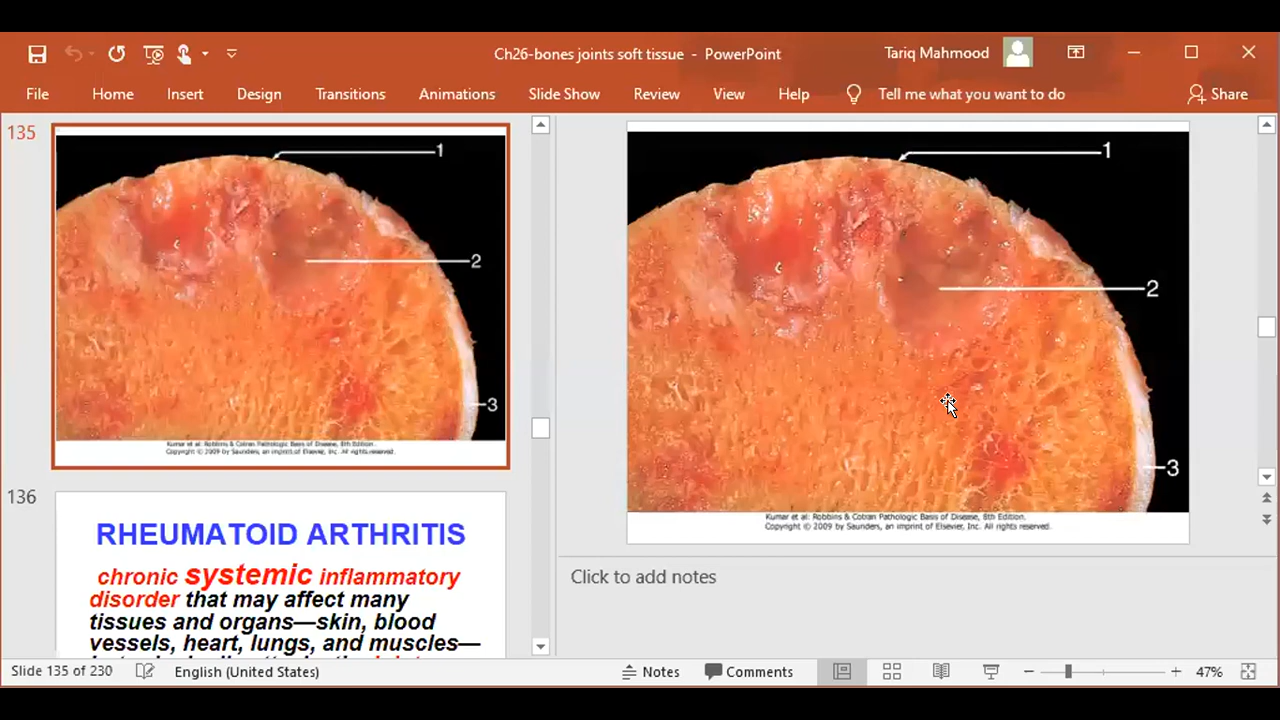 Ch26-bones joints soft tissue - PowerPoint
Tariq Mahmood
File Home Insert Design Transitions Animations Slide Show Review View Help Tell me what you want to do Share
135
1
2
3
Kumar et al: Robbins & Cotran Pathologic Basis of Disease, 8th Edition.
Copyright © 2009 by Saunders, an imprint of Elsevier, Inc. All rights reserved.
136
RHEUMATOID ARTHRITIS
chronic systemic inflammatory
disorder that may affect many
tissues and organs—skin, blood
vessels, heart, lungs, and muscles—
1
2
3
Kumar et al: Robbins & Cotran Pathologic Basis of Disease, 8th Edition.
Copyright © 2009 by Saunders, an imprint of Elsevier, Inc. All rights reserved.
Click to add notes
Slide 135 of 230 English (United States) Notes Comments 47%